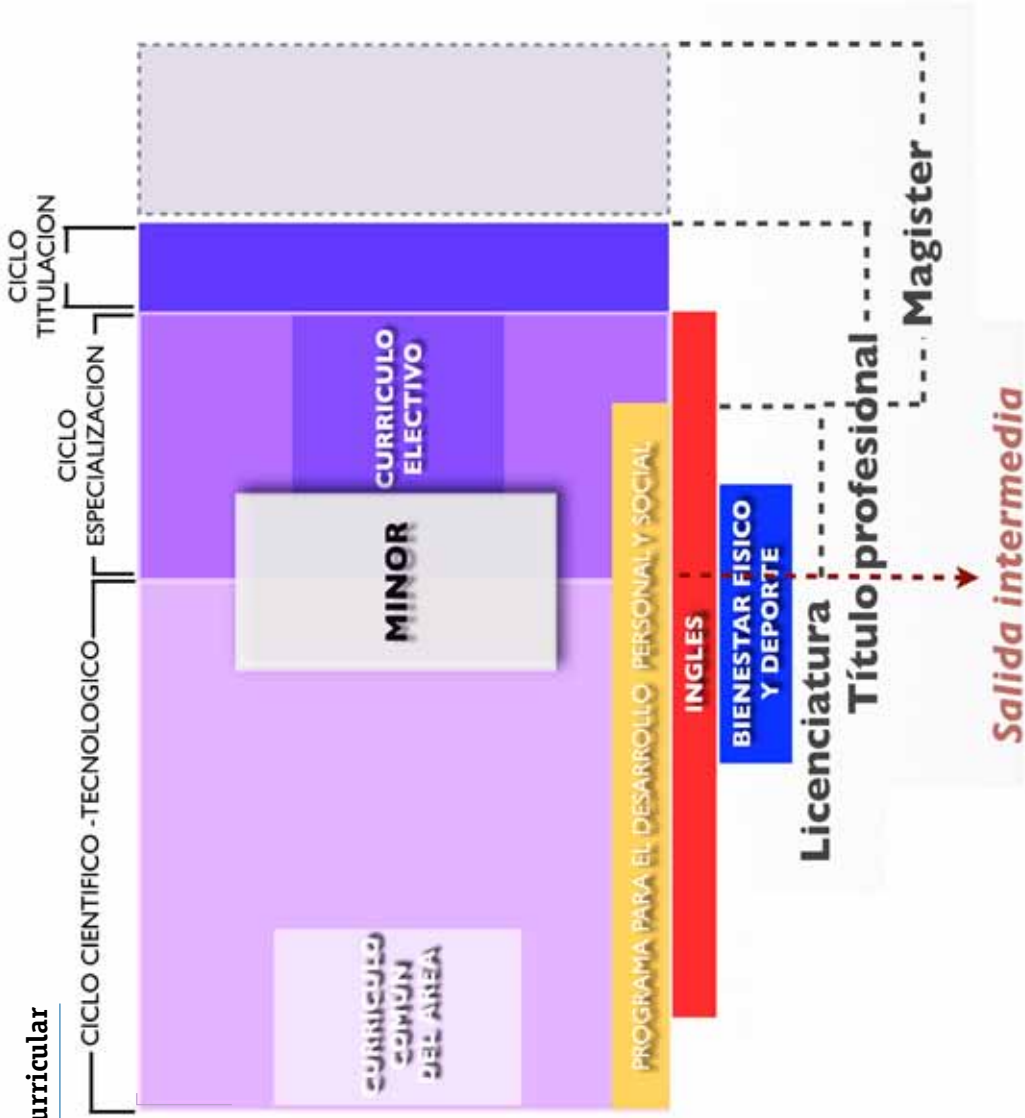 urricular
CICLO CIENTIFICO -TECNOLOGICO
CICLO
ESPECIALIZACION
CICLO
TITULACION
CURRICULO
COMÚN
DEL AREA
MINOR
CURRICULO
ELECTIVO
PROGRAMA PARA EL DESARROLLO PERSONAL Y SOCIAL
INGLES
BIENESTAR FISICO
Y DEPORTE
Licenciatura
Título profesional
Magister
Salida intermedia